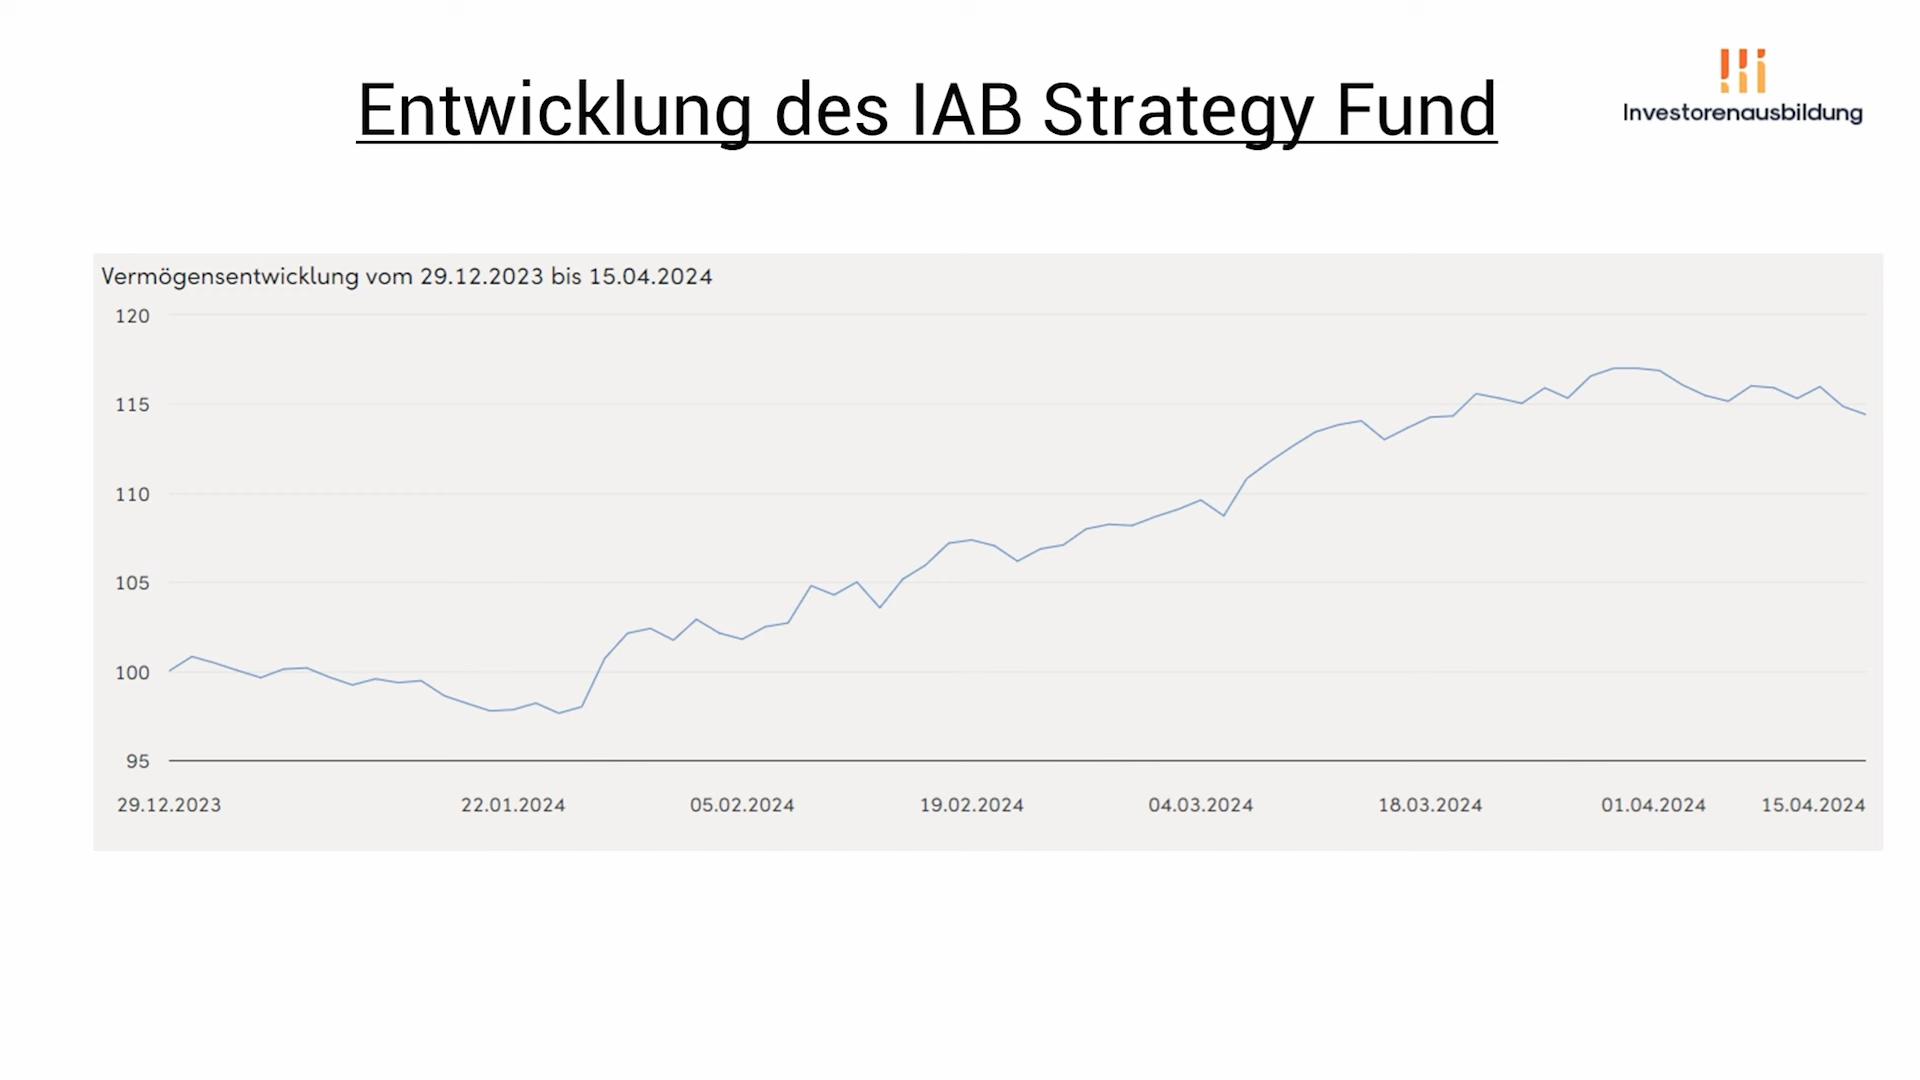 Entwicklung des IAB Strategy Fund
Investorenausbildung
Vermögensentwicklung vom 29.12.2023 bis 15.04.2024
120
115
110
105
100
95
29.12.2023 22.01.2024 05.02.2024 19.02.2024 04.03.2024 18.03.2024 01.04.2024 15.04.2024